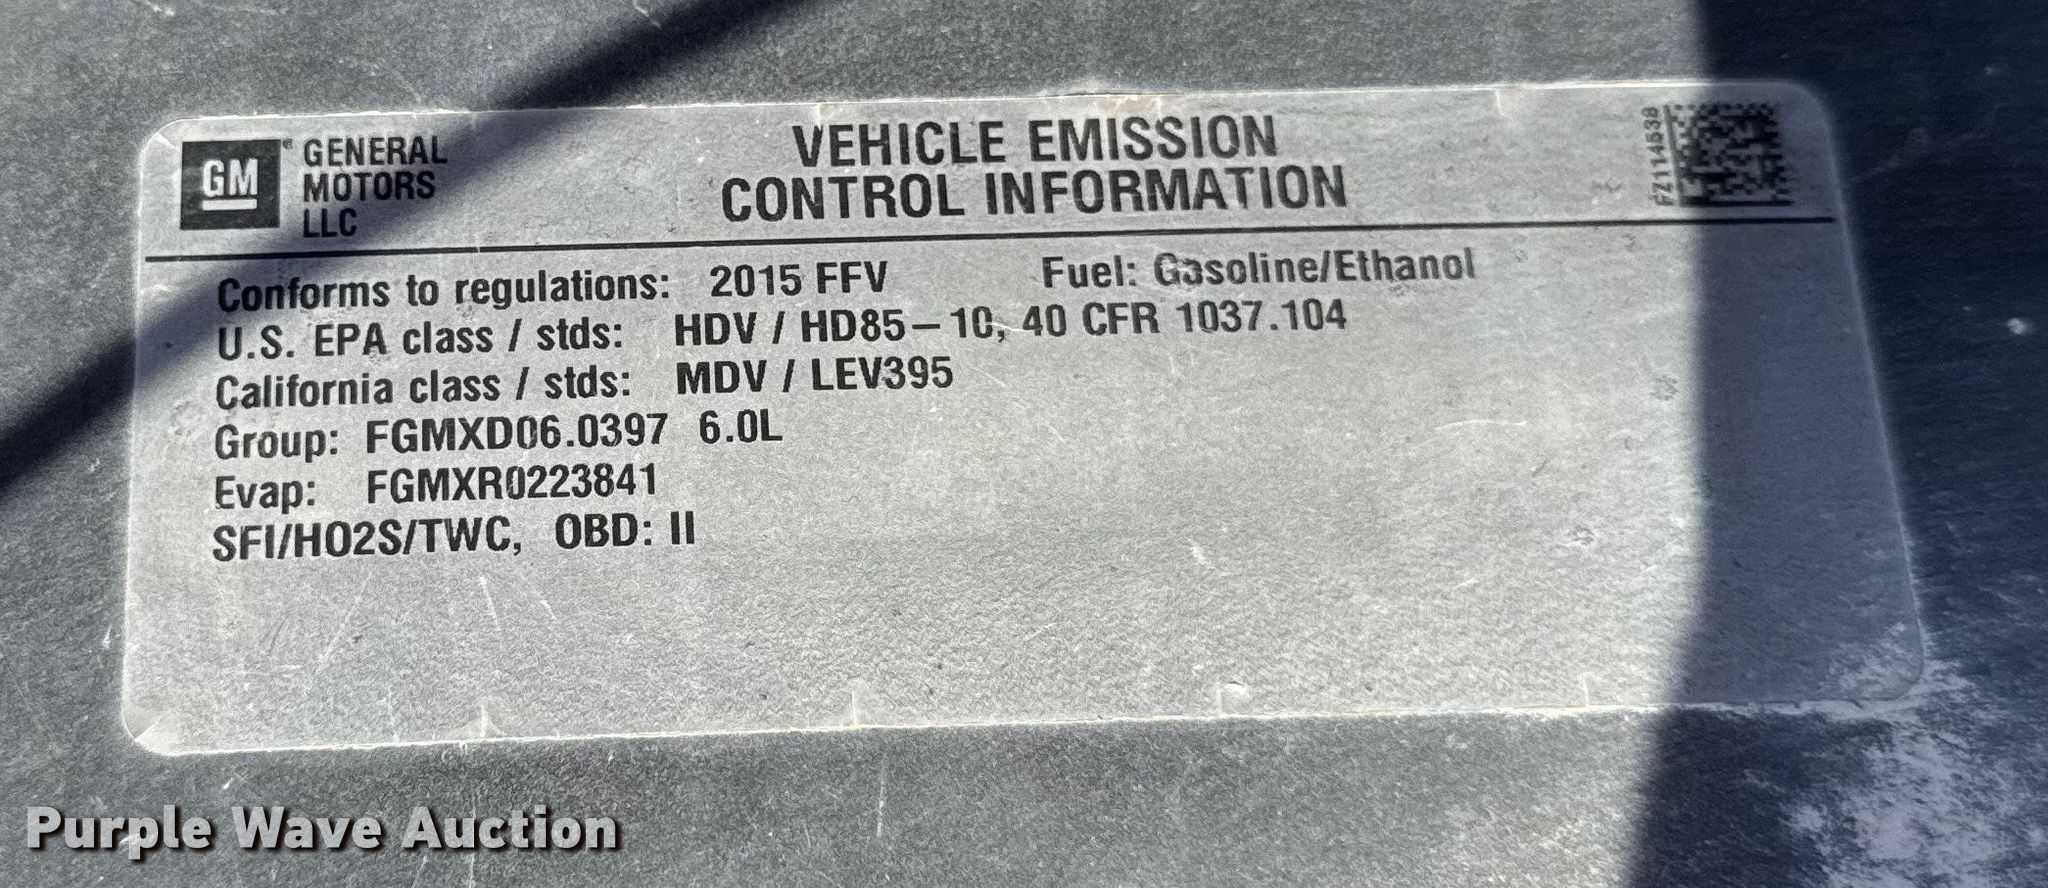 GM
GENERAL
MOTORS
LLC
VEHICLE EMISSION
CONTROL INFORMATION
FZ1114638
Conforms to regulations: 2015 FFV Fuel: Gasoline/Ethanol
U.S. EPA class / stds: HDV / HD85–10, 40 CFR 1037.104
California class / stds: MDV / LEV395
Group: FGMXD06.0397 6.0L
Evap: FGMXR0223841
SFI/HO2S/TWC, OBD: II
Purple Wave Auction